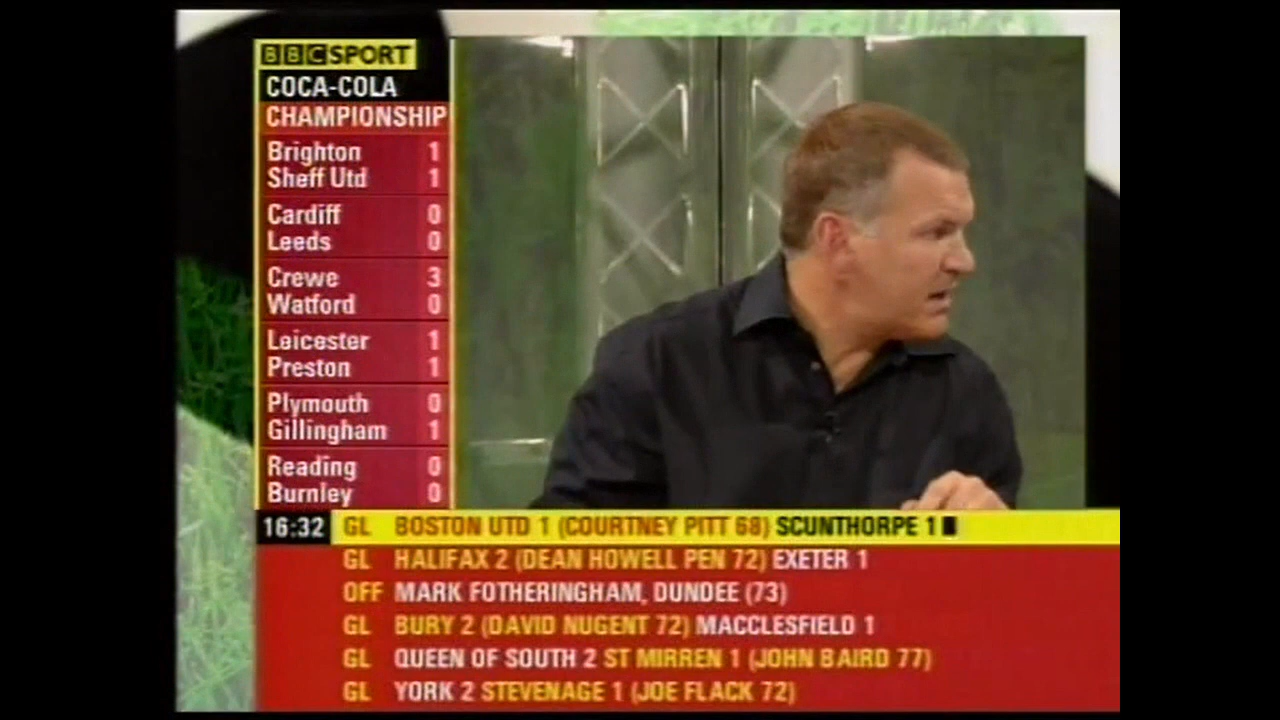 BBC SPORT
COCA-COLA
CHAMPIONSHIP
Brighton 1
Sheff Utd 1
Cardiff 0
Leeds 0
Crewe 3
Watford 0
Leicester 1
Preston 1
Plymouth 0
Gillingham 1
Reading 0
Burnley 0
16:32 GL BOSTON UTD 1 (COURTNEY PITT 68) SCUNTHORPE 1
GL HALIFAX 2 (DEAN HOWELL PEN 72) EXETER 1
OFF MARK FOTHERINGHAM, DUNDEE (73)
GL BURY 2 (DAVID NUGENT 72) MACCLESFIELD 1
GL QUEEN OF SOUTH 2 ST MIRREN 1 (JOHN BAIRD 77)
GL YORK 2 STEVENAGE 1 (JOE FLACK 72)